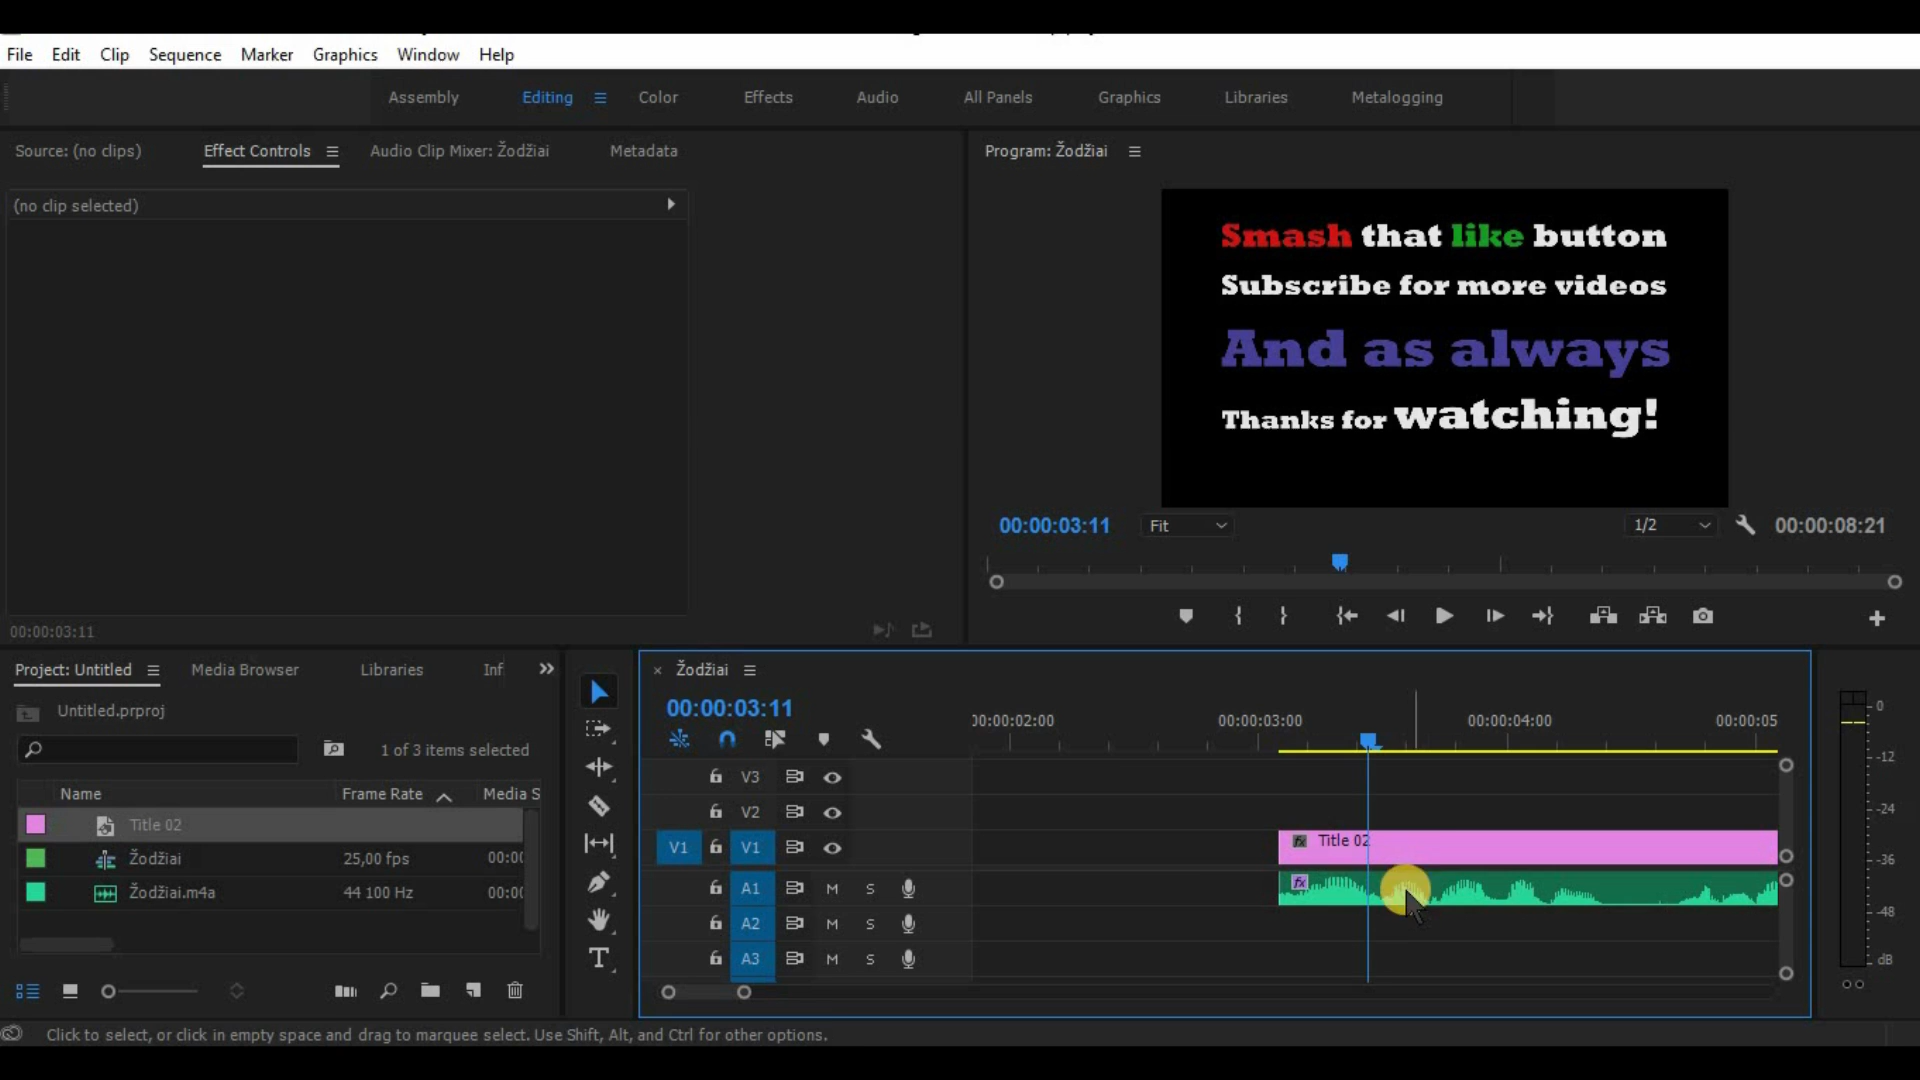 File Edit Clip Sequence Marker Graphics Window Help
Assembly Editing Color Effects Audio All Panels Graphics Libraries Metalogging
Source: (no clips) Effect Controls Audio Clip Mixer: Žodžiai Metadata
Program: Žodžiai
(no clip selected)
Smash that like button
Subscribe for more videos
And as always
Thanks for watching!
00:00:03:11 Fit 1/2 00:00:08:21
00:00:03:11
Project: Untitled Media Browser Libraries Inf
Untitled.prproj
1 of 3 items selected
Name Frame Rate Media S
Title 02
Žodžiai 25,00 fps 00:00
Žodžiai.m4a 44 100 Hz 00:00
× Žodžiai
00:00:03:11
00:00:02:00 00:00:03:00 00:00:04:00 00:00:05
V3
V2
V1 V1 Title 02
A1 M S
A2 M S
A3 M S
0
-12
-24
-36
-48
dB
Click to select, or click in empty space and drag to marquee select. Use Shift, Alt, and Ctrl for other options.